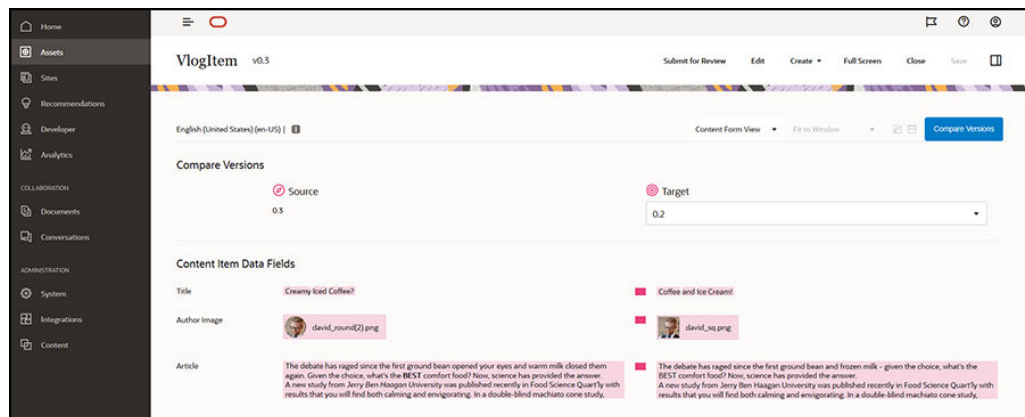 Home
Assets
Sites
Recommendations
Developer
Analytics
COLLABORATION
Documents
Conversations
ADMINISTRATION
System
Integrations
Content
VlogItem v0.3
Submit for Review Edit Create Full Screen Close Save
English (United States) (en-US) |
Content Form View Fit to Window Compare Versions
Compare Versions
Source
0.3
Target
0.2
Content Item Data Fields
Title Creamy Iced Coffee? Coffee and Ice Cream!
Author Image david_round(2).png david_sq.png
Article
The debate has raged since the first ground bean opened your eyes and warm milk closed them
again. Given the choice, what's the BEST comfort food? Now, science has provided the answer.
A new study from Jerry Ben Haagan University was published recently in Food Science Quart'ly with
results that you will find both calming and envigorating. In a double-blind machiato cone study,
The debate has raged since the first ground bean and frozen milk - given the choice, what's the
BEST comfort food? Now, science has provided the answer.
A new study from Jerry Ben Haagan University was published recently in Food Science Quart'ly with
results that you will find both calming and envigorating. In a double-blind machiato cone study,